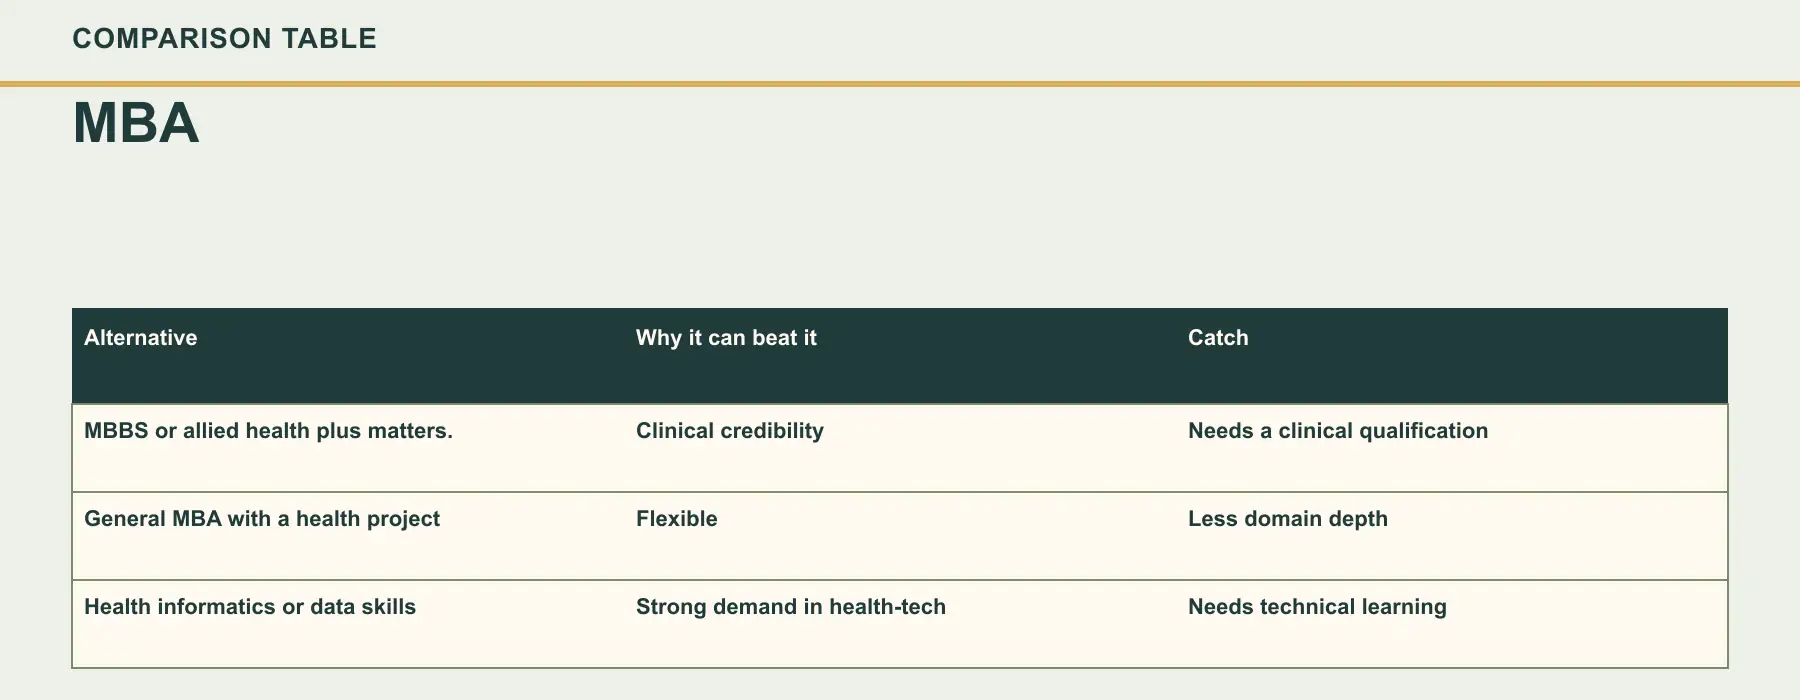 COMPARISON TABLE
MBA
Alternative Why it can beat it Catch
MBBS or allied health plus matters. Clinical credibility Needs a clinical qualification
General MBA with a health project Flexible Less domain depth
Health informatics or data skills Strong demand in health-tech Needs technical learning